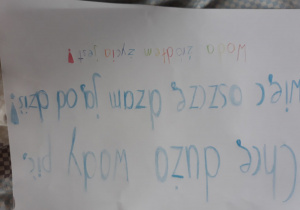 Chcę dużo wody pić
więc oszczędzam ją od dziś!
Woda źródłem życia jest!